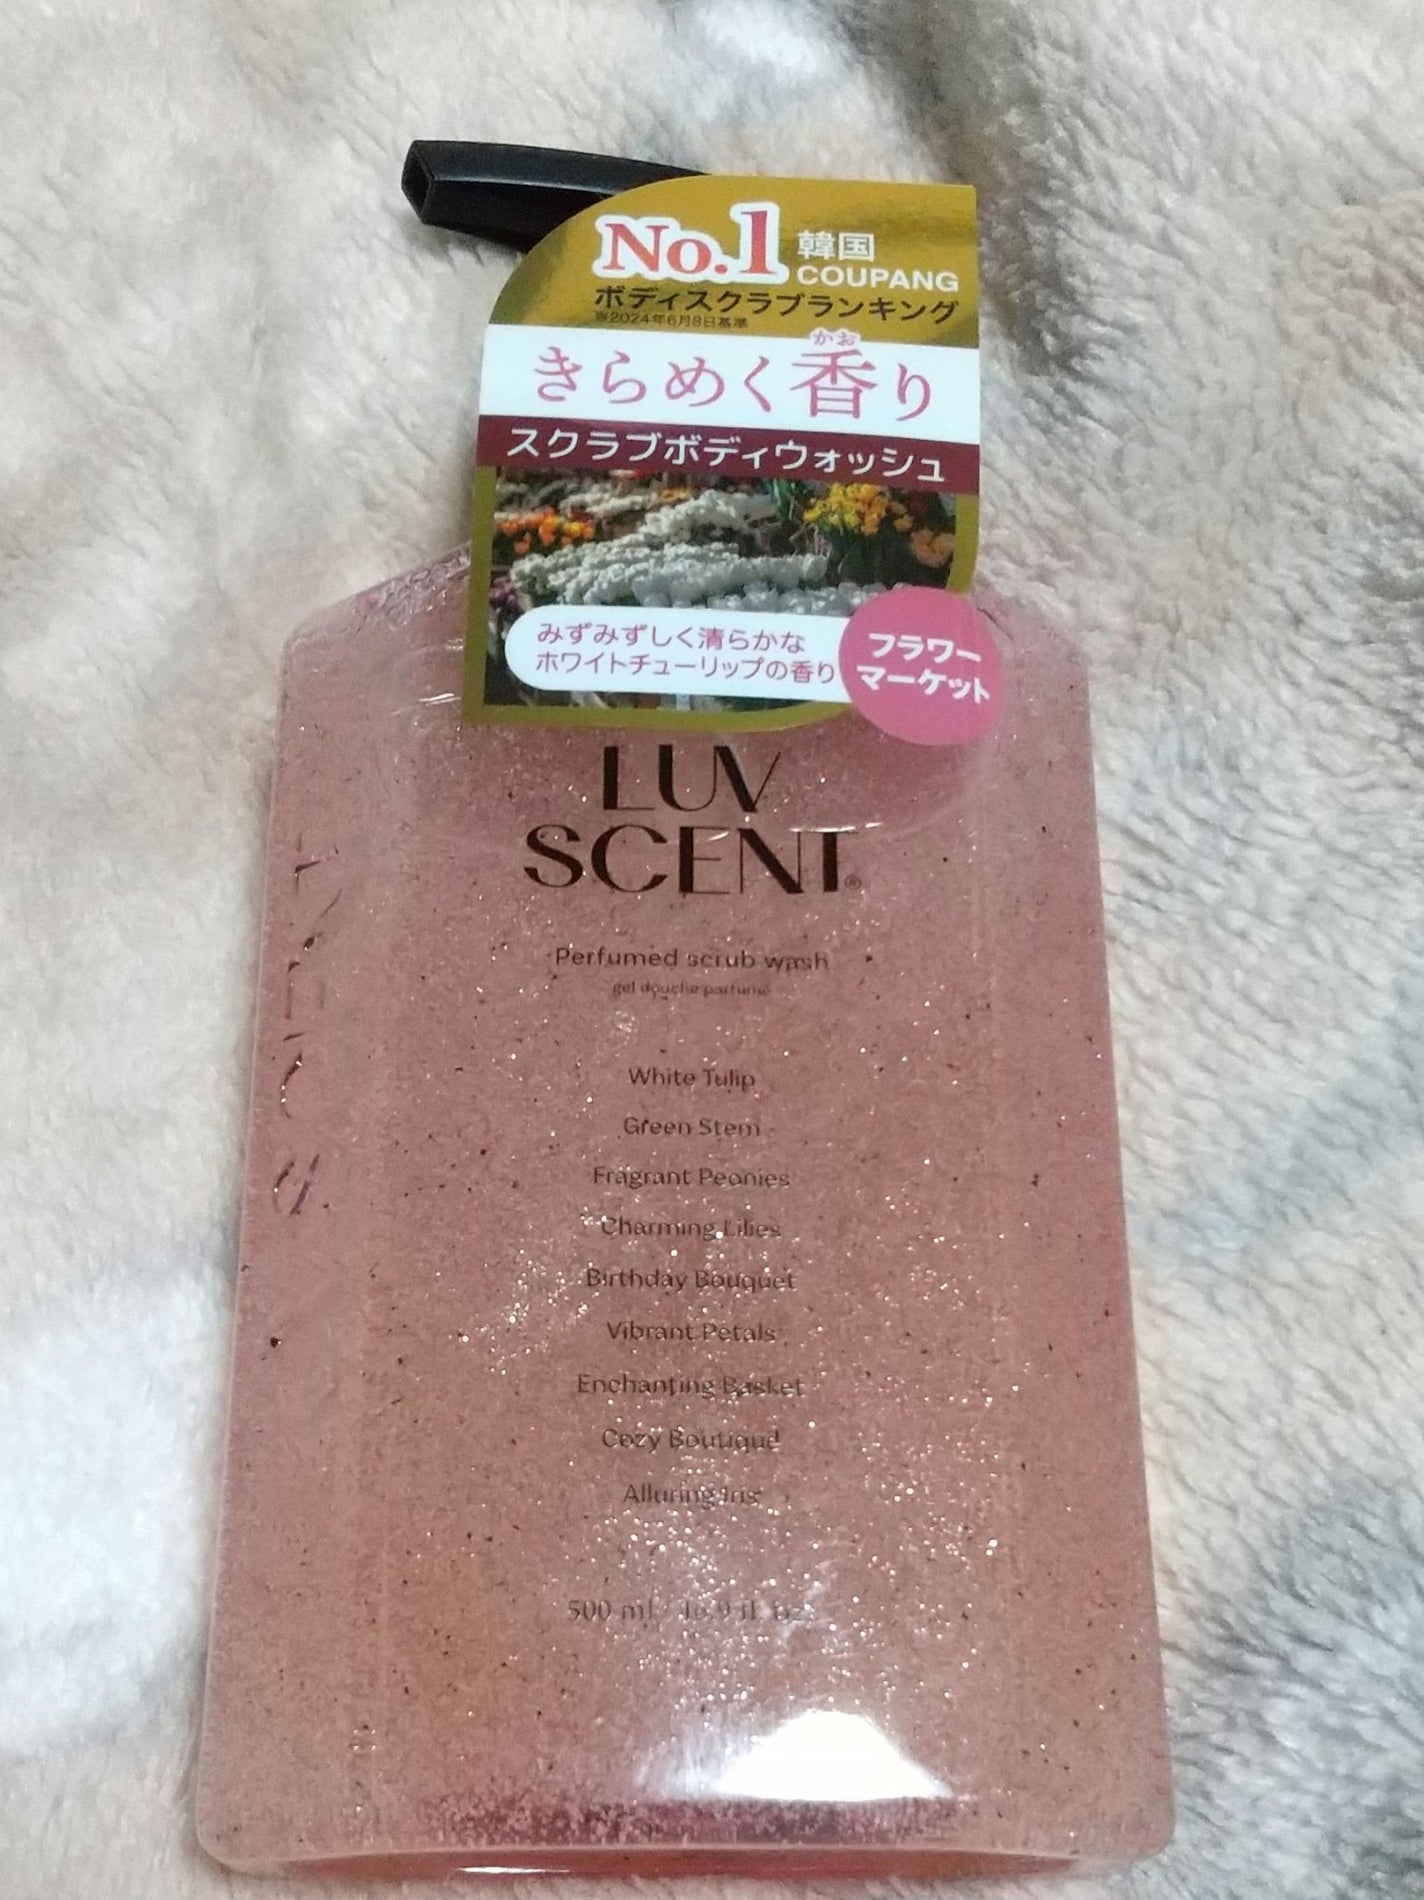 No.1 韓国
COUPANG
ボディスクラブランキング
※2024年6月8日基準
かお
きらめく香り
スクラブボディウォッシュ
みずみずしく清らかな
ホワイトチューリップの香り
フラワー
マーケット
LUV
SCENT®
Perfumed scrub wash
gel douche parfumé
White Tulip
Green Stem
Fragrant Peonies
Charming Lilies
Birthday Bouquet
Vibrant Petals
Enchanting Basket
Cozy Boutique
Alluring Iris
500 ml / 16.9 fl. oz.